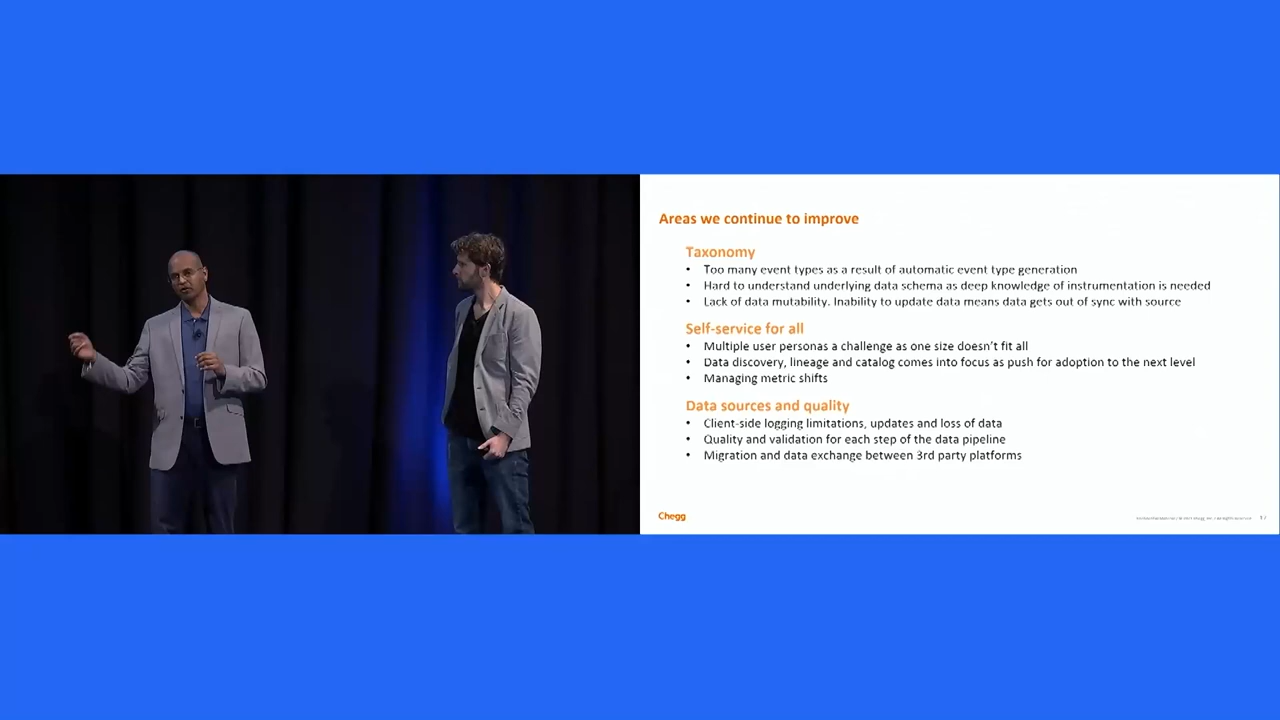 Areas we continue to improve
Taxonomy
• Too many event types as a result of automatic event type generation
• Hard to understand underlying data schema as deep knowledge of instrumentation is needed
• Lack of data mutability. Inability to update data means data gets out of sync with source
Self-service for all
• Multiple user personas a challenge as one size doesn't fit all
• Data discovery, lineage and catalog comes into focus as push for adoption to the next level
• Managing metric shifts
Data sources and quality
• Client-side logging limitations, updates and loss of data
• Quality and validation for each step of the data pipeline
• Migration and data exchange between 3rd party platforms
Chegg